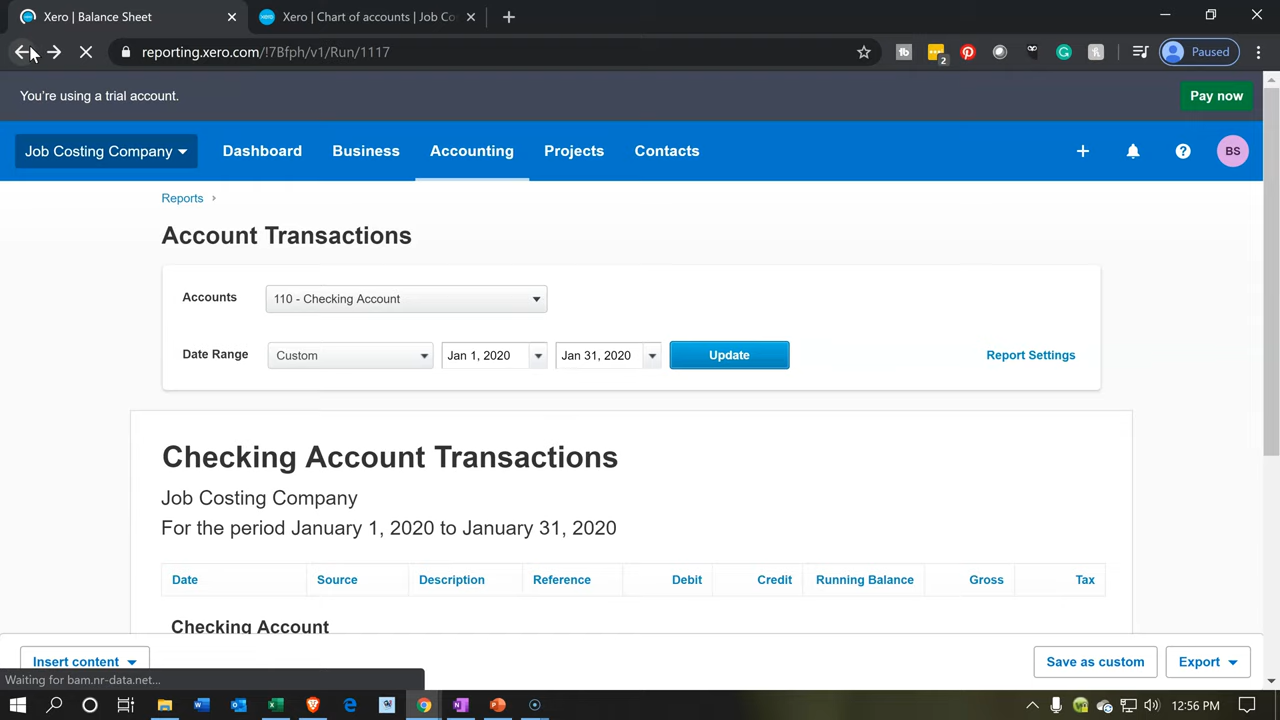 Xero | Balance Sheet
Xero | Chart of accounts | Job Co
reporting.xero.com/!7Bfph/v1/Run/1117
2
Paused
You're using a trial account.
Pay now
Job Costing Company
Dashboard
Business
Accounting
Projects
Contacts
BS
Reports
Account Transactions
Accounts
110 - Checking Account
Date Range
Custom
Jan 1, 2020
Jan 31, 2020
Update
Report Settings
Checking Account Transactions
Job Costing Company
For the period January 1, 2020 to January 31, 2020
Date Source Description Reference Debit Credit Running Balance Gross Tax
Checking Account
Insert content
Save as custom
Export
Waiting for bam.nr-data.net...
12:56 PM